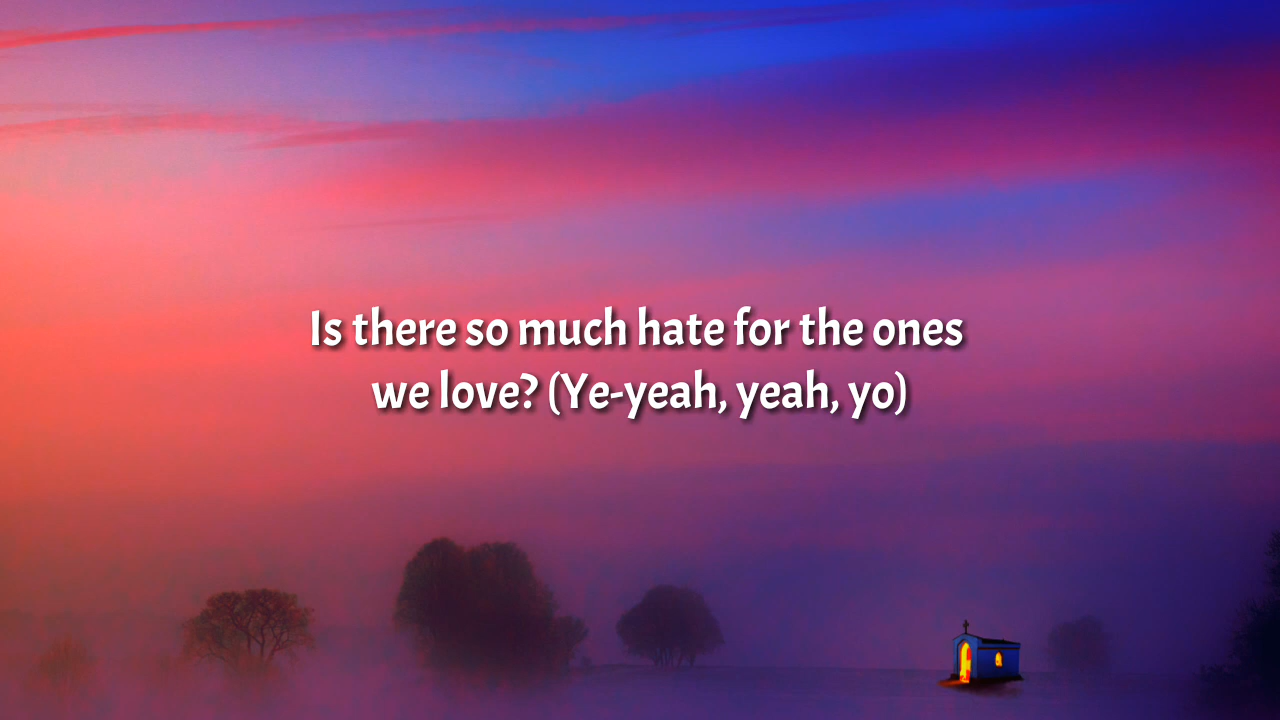 Is there so much hate for the ones
we love? (Ye-yeah, yeah, yo)